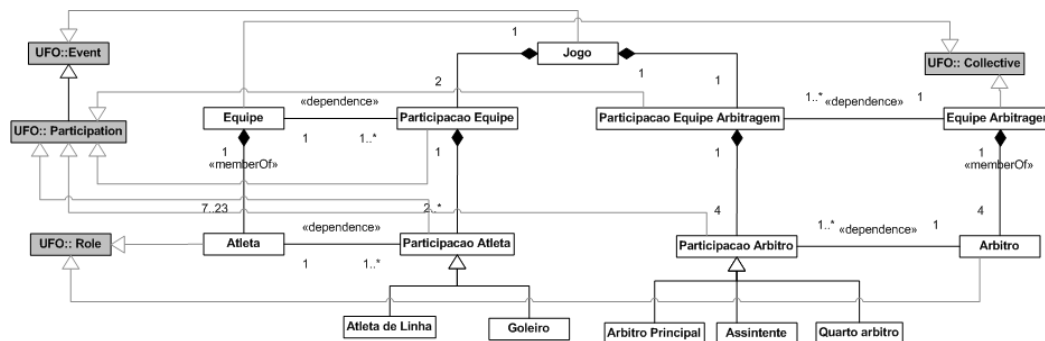 1
UFO::Event
Jogo
UFO:: Collective
2
1
1
«dependence»
1..* «dependence» 1
Equipe
Participacao Equipe
Participacao Equipe Arbitragem
Equipe Arbitragem
UFO:: Participation
1
1..*
1
1
1
1
«memberOf»
«memberOf»
7..23
2..*
4
4
«dependence»
1..* «dependence» 1
UFO:: Role
Atleta
Participacao Atleta
Participacao Arbitro
Arbitro
1
1..*
Atleta de Linha
Goleiro
Arbitro Principal
Assintente
Quarto arbitro